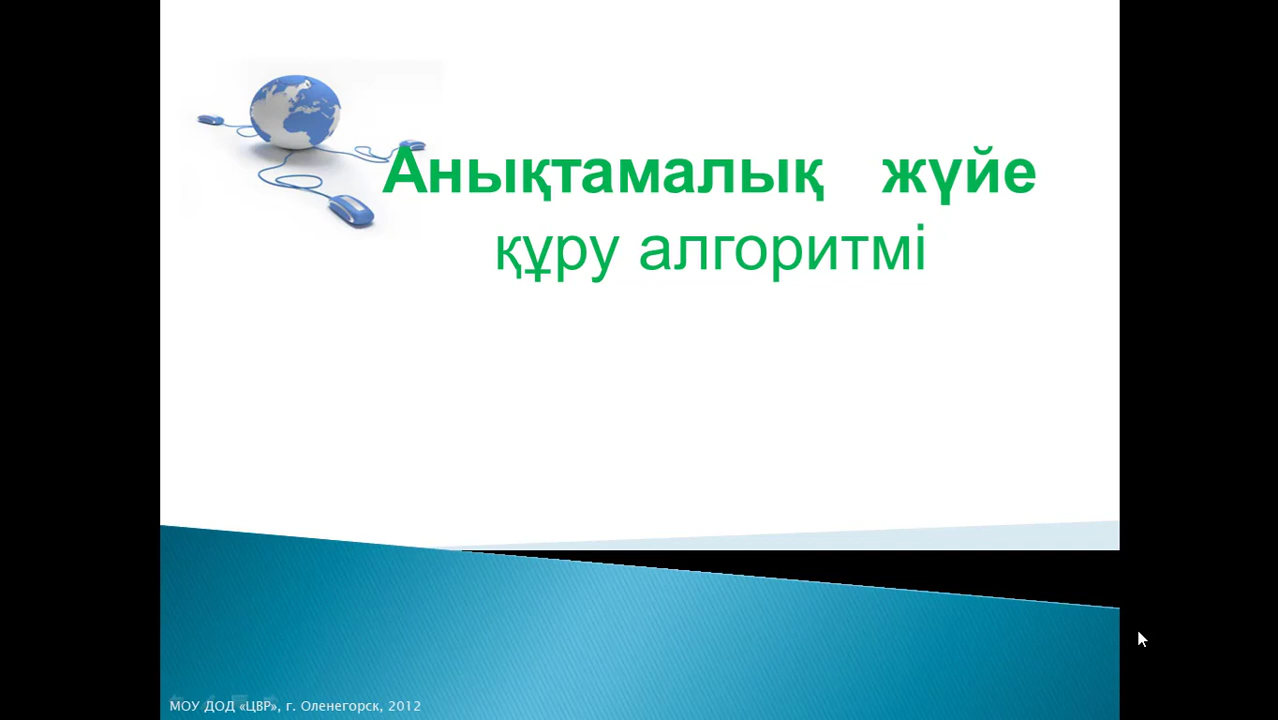 Анықтамалық жүйе
құру алгоритмі
МОУ ДОД «ЦВР», г. Оленегорск, 2012